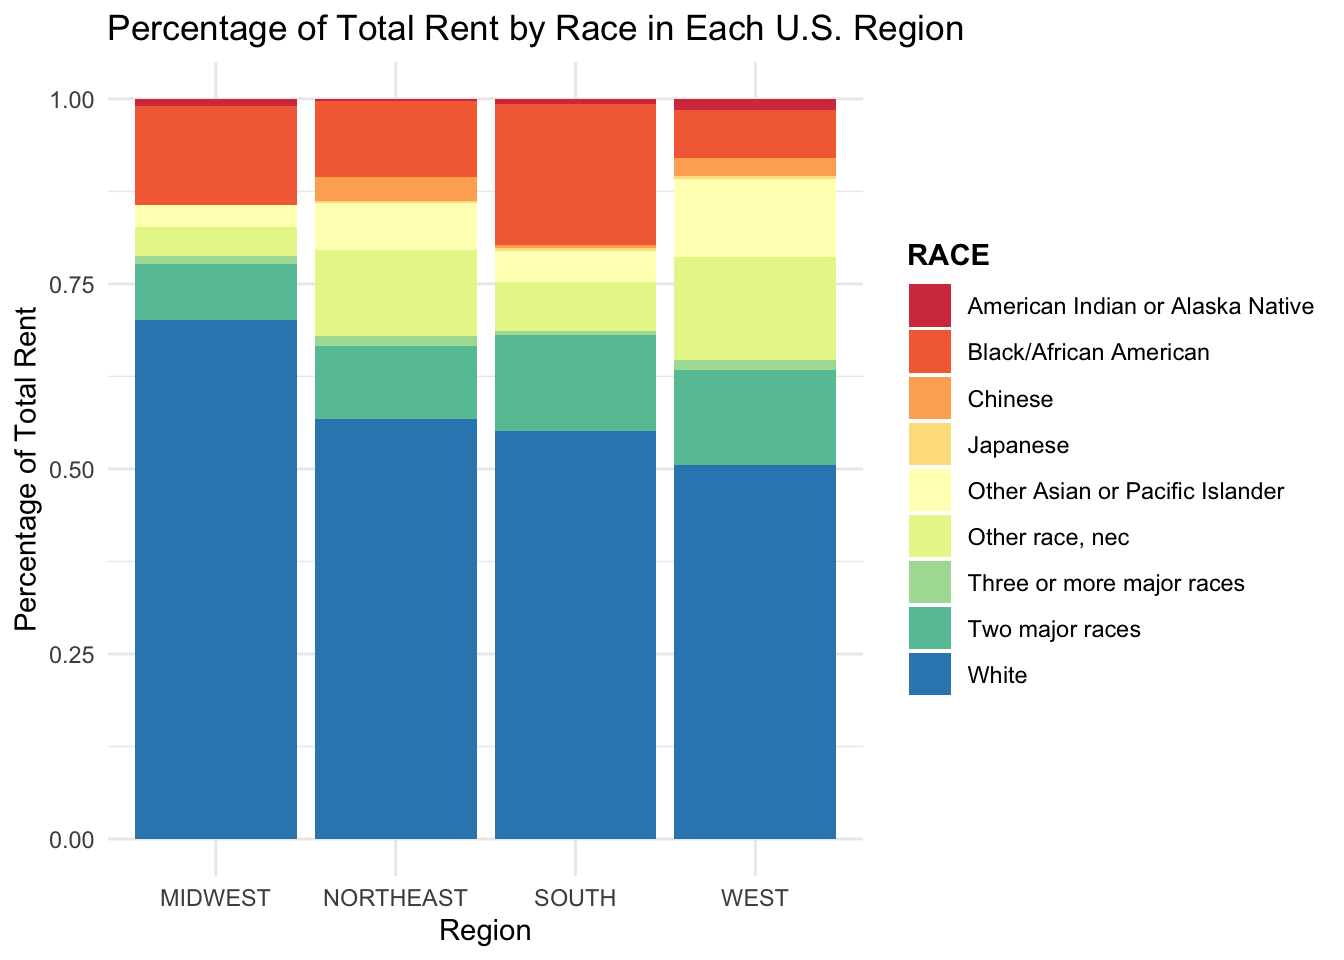 Percentage of Total Rent by Race in Each U.S. Region
Percentage of Total Rent
1.00
0.75
0.50
0.25
0.00
MIDWEST
NORTHEAST
SOUTH
WEST
Region
RACE
American Indian or Alaska Native
Black/African American
Chinese
Japanese
Other Asian or Pacific Islander
Other race, nec
Three or more major races
Two major races
White